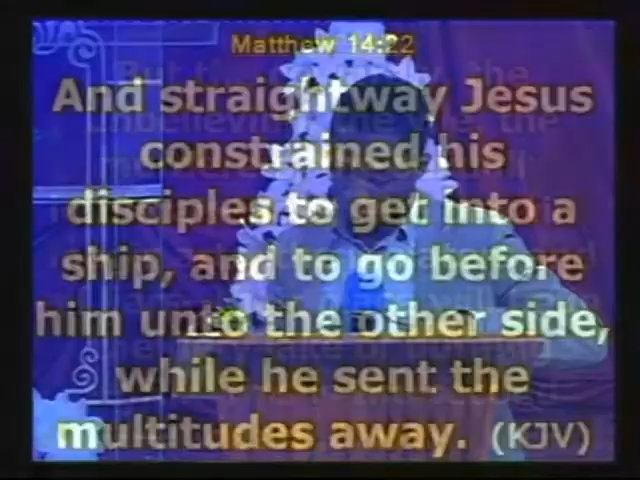 Matthew 14:22
And straightway Jesus
constrained his
disciples to get into a
ship, and to go before
him unto the other side,
while he sent the
multitudes away. (KJV)